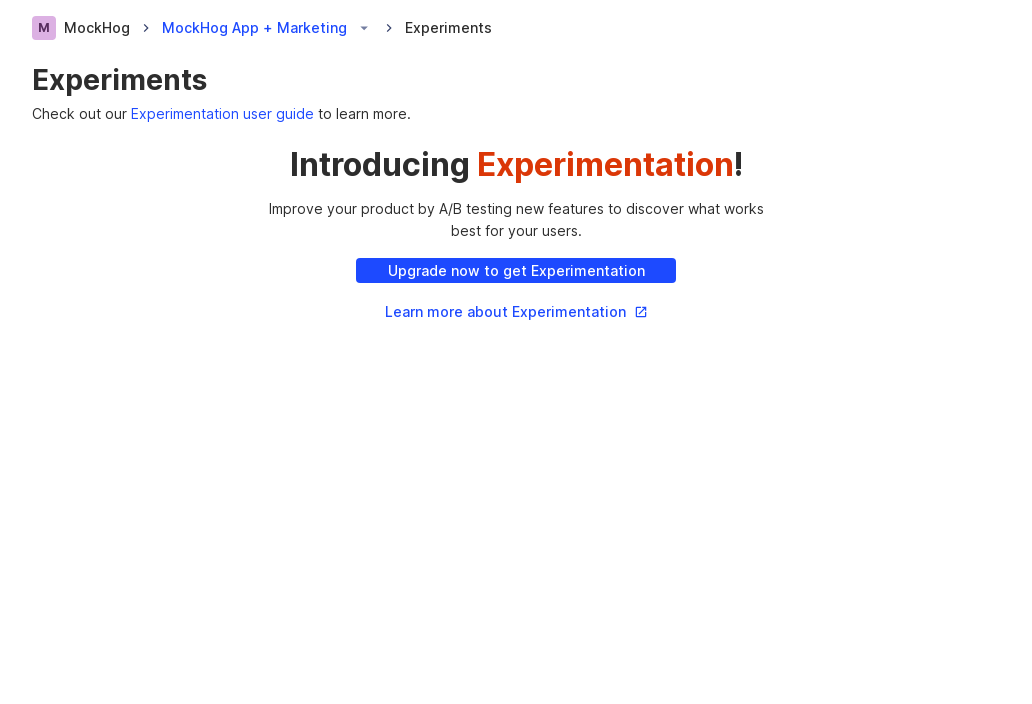 M MockHog MockHog App + Marketing Experiments
Experiments
Check out our Experimentation user guide to learn more.
Introducing Experimentation!
Improve your product by A/B testing new features to discover what works
best for your users.
Upgrade now to get Experimentation
Learn more about Experimentation